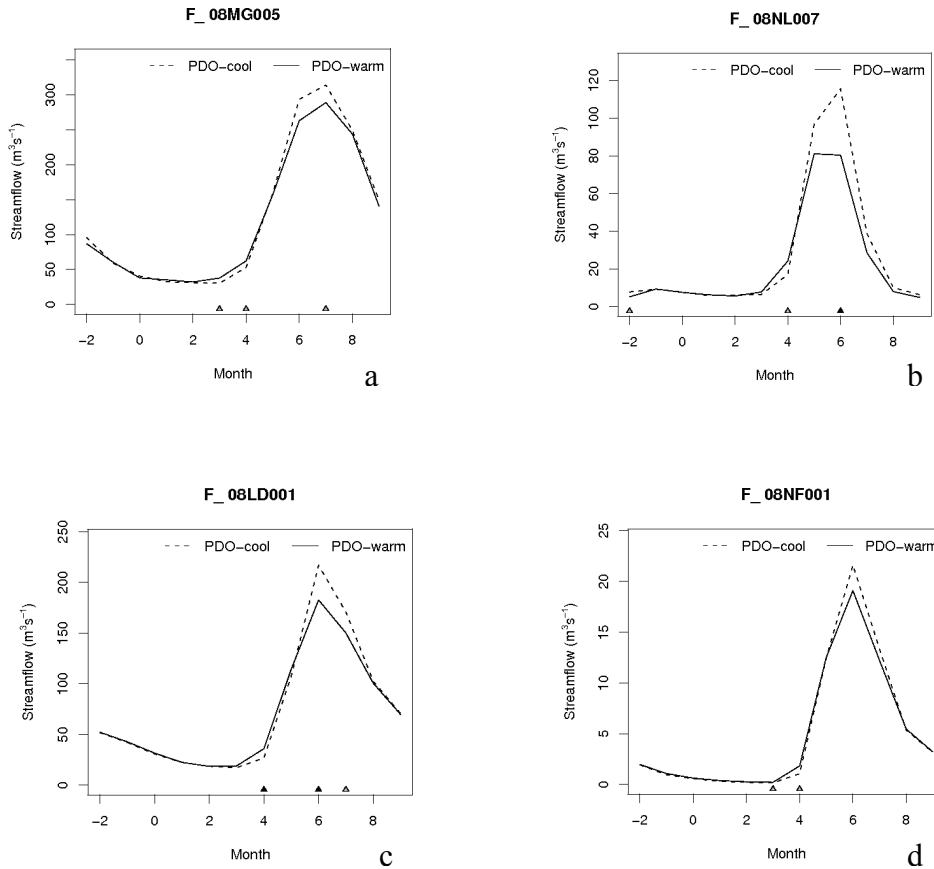 F_ 08MG005
PDO−cool PDO−warm
300
200
100
50
0
Streamflow (m³s⁻¹)
−2 0 2 4 6 8
Month
a
F_ 08NL007
PDO−cool PDO−warm
120
100
80
60
40
20
0
Streamflow (m³s⁻¹)
−2 0 2 4 6 8
Month
b
F_ 08LD001
PDO−cool PDO−warm
250
200
150
100
50
0
Streamflow (m³s⁻¹)
−2 0 2 4 6 8
Month
c
F_ 08NF001
PDO−cool PDO−warm
25
20
15
10
5
0
Streamflow (m³s⁻¹)
−2 0 2 4 6 8
Month
d